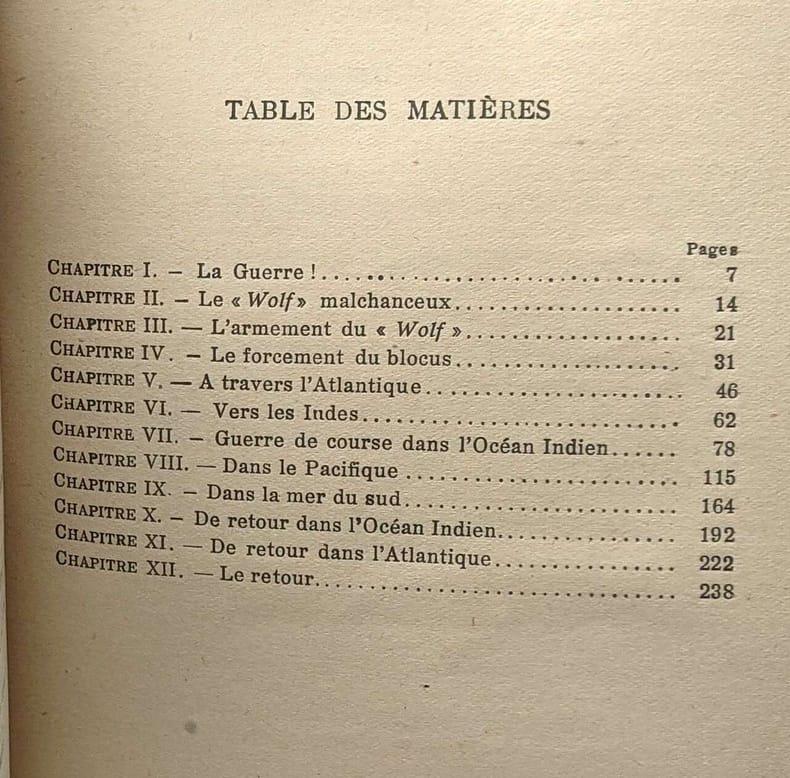 TABLE DES MATIÈRES
Pages
CHAPITRE I. — La Guerre !.......................................... 7
CHAPITRE II. — Le « Wolf » malchanceux......................... 14
CHAPITRE III. — L'armement du « Wolf »......................... 21
CHAPITRE IV. — Le forcement du blocus......................... 31
CHAPITRE V. — A travers l'Atlantique............................ 46
CHAPITRE VI. — Vers les Indes................................... 62
CHAPITRE VII. — Guerre de course dans l'Océan Indien...... 78
CHAPITRE VIII. — Dans le Pacifique .............................. 115
CHAPITRE IX. — Dans la mer du sud.............................. 164
CHAPITRE X. — De retour dans l'Océan Indien.................. 192
CHAPITRE XI. — De retour dans l'Atlantique.................... 222
CHAPITRE XII. — Le retour....................................... 238